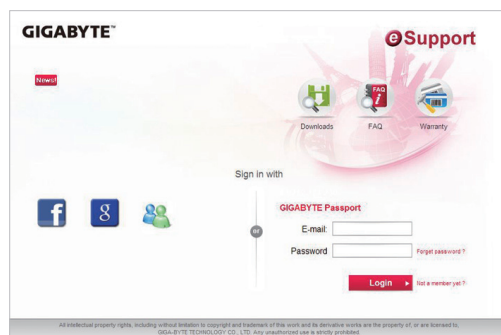 GIGABYTE™
eSupport
News!
FAQ
Downloads
FAQ
Warranty
Sign in with
f
g
or
GIGABYTE Passport
E-mail:
Password
Forget password ?
Login
Not a member yet ?
All intellectual property rights, including without limitation to copyright and trademark of this work and its derivative works are the property of, or are licensed to,
GIGA-BYTE TECHNOLOGY CO., LTD. Any unauthorized use is strictly prohibited.